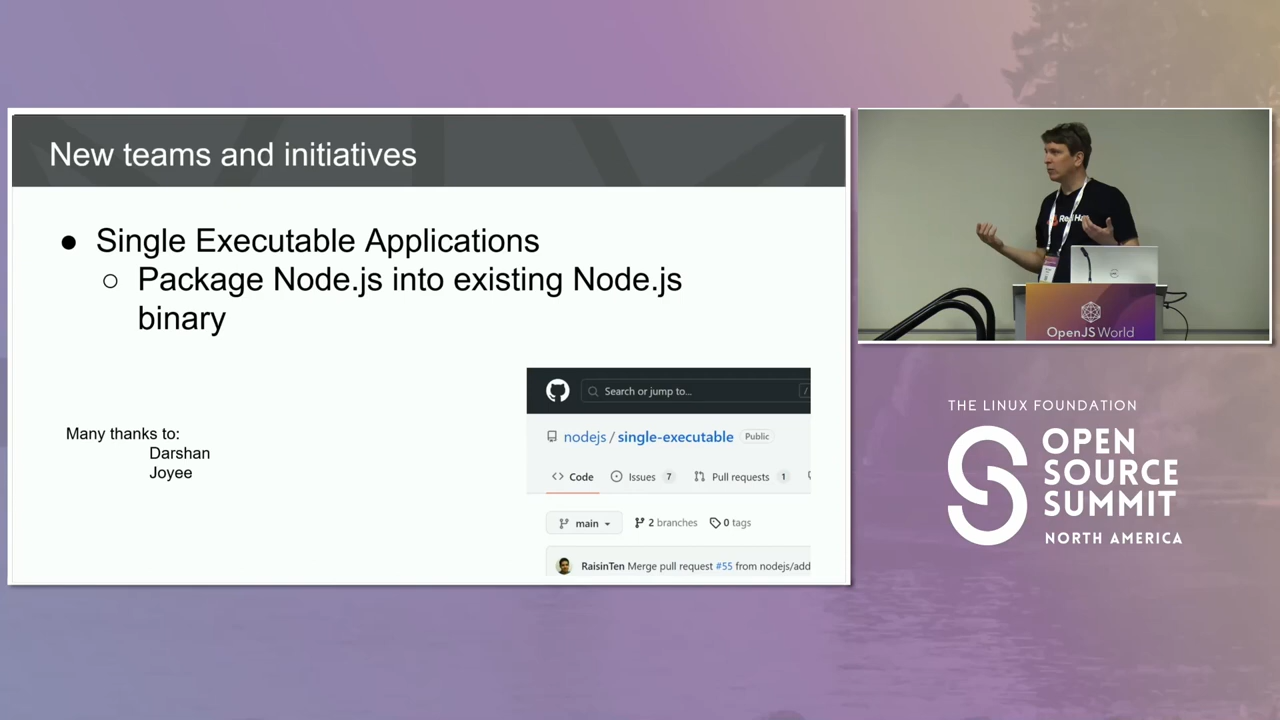 New teams and initiatives
● Single Executable Applications
○ Package Node.js into existing Node.js
binary
Many thanks to:
Darshan
Joyee
Search or jump to...
/
nodejs / single-executable Public
Code Issues 7 Pull requests 1
main 2 branches 0 tags
RaisinTen Merge pull request #55 from nodejs/add
Red Ha
OpenJS World
THE LINUX FOUNDATION
OPEN
SOURCE
SUMMIT
NORTH AMERICA